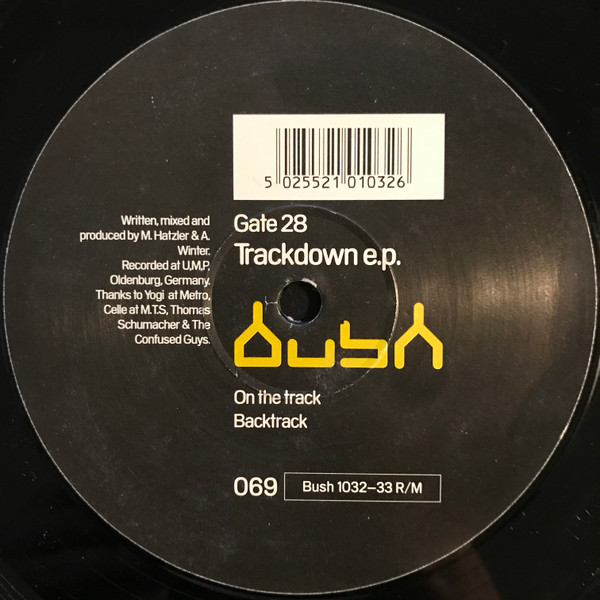 5 025521 010326
Written, mixed and
produced by M. Hatzler & A.
Winter.
Recorded at U.M.P,
Oldenburg, Germany.
Thanks to Yogi at Metro,
Celle at M.T.S, Thomas
Schumacher & The
Confused Guys.
Gate 28
Trackdown e.p.
bush
On the track
Backtrack
069
Bush 1032–33 R/M